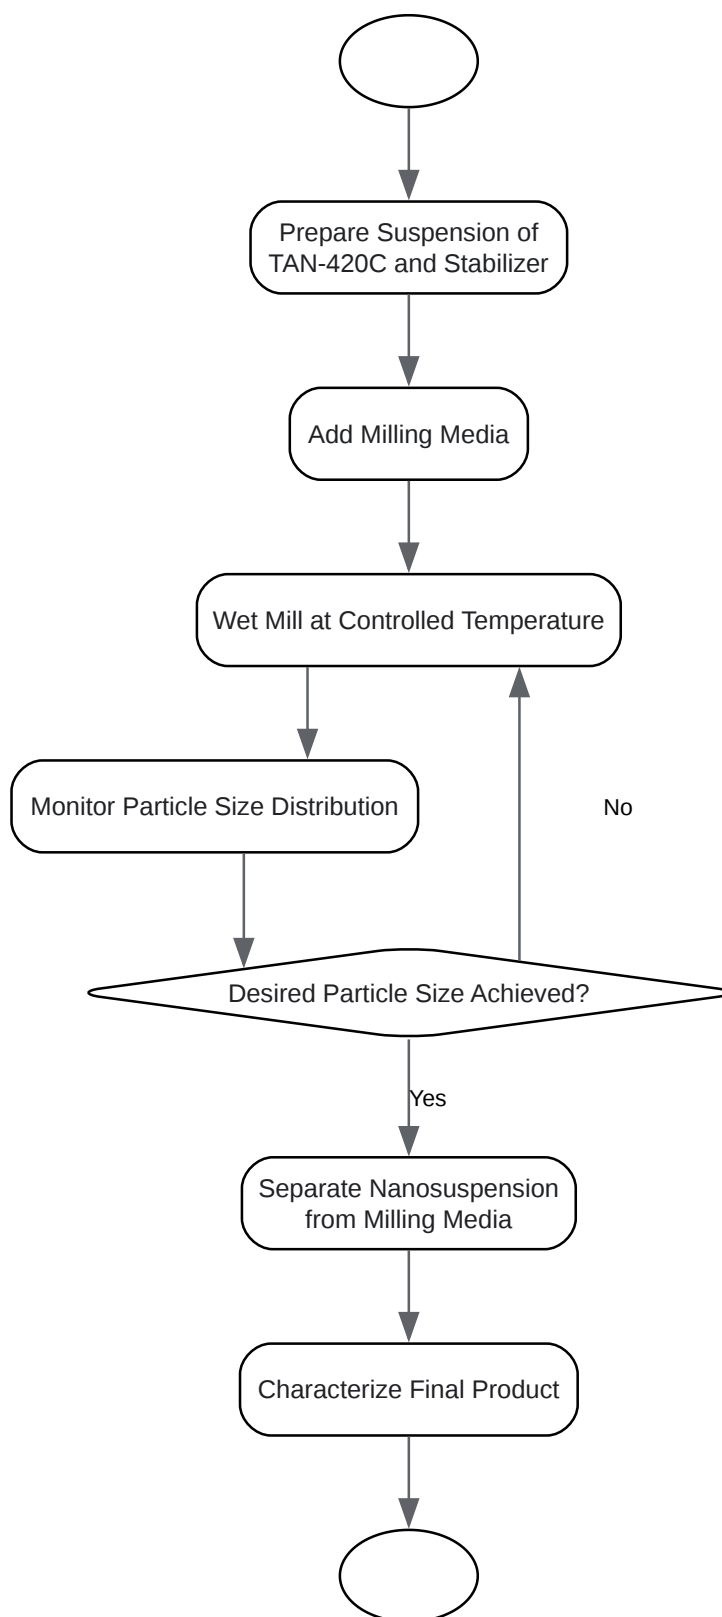 Prepare Suspension of
TAN-420C and Stabilizer
Add Milling Media
Wet Mill at Controlled Temperature
Monitor Particle Size Distribution
No
Desired Particle Size Achieved?
Yes
Separate Nanosuspension
from Milling Media
Characterize Final Product